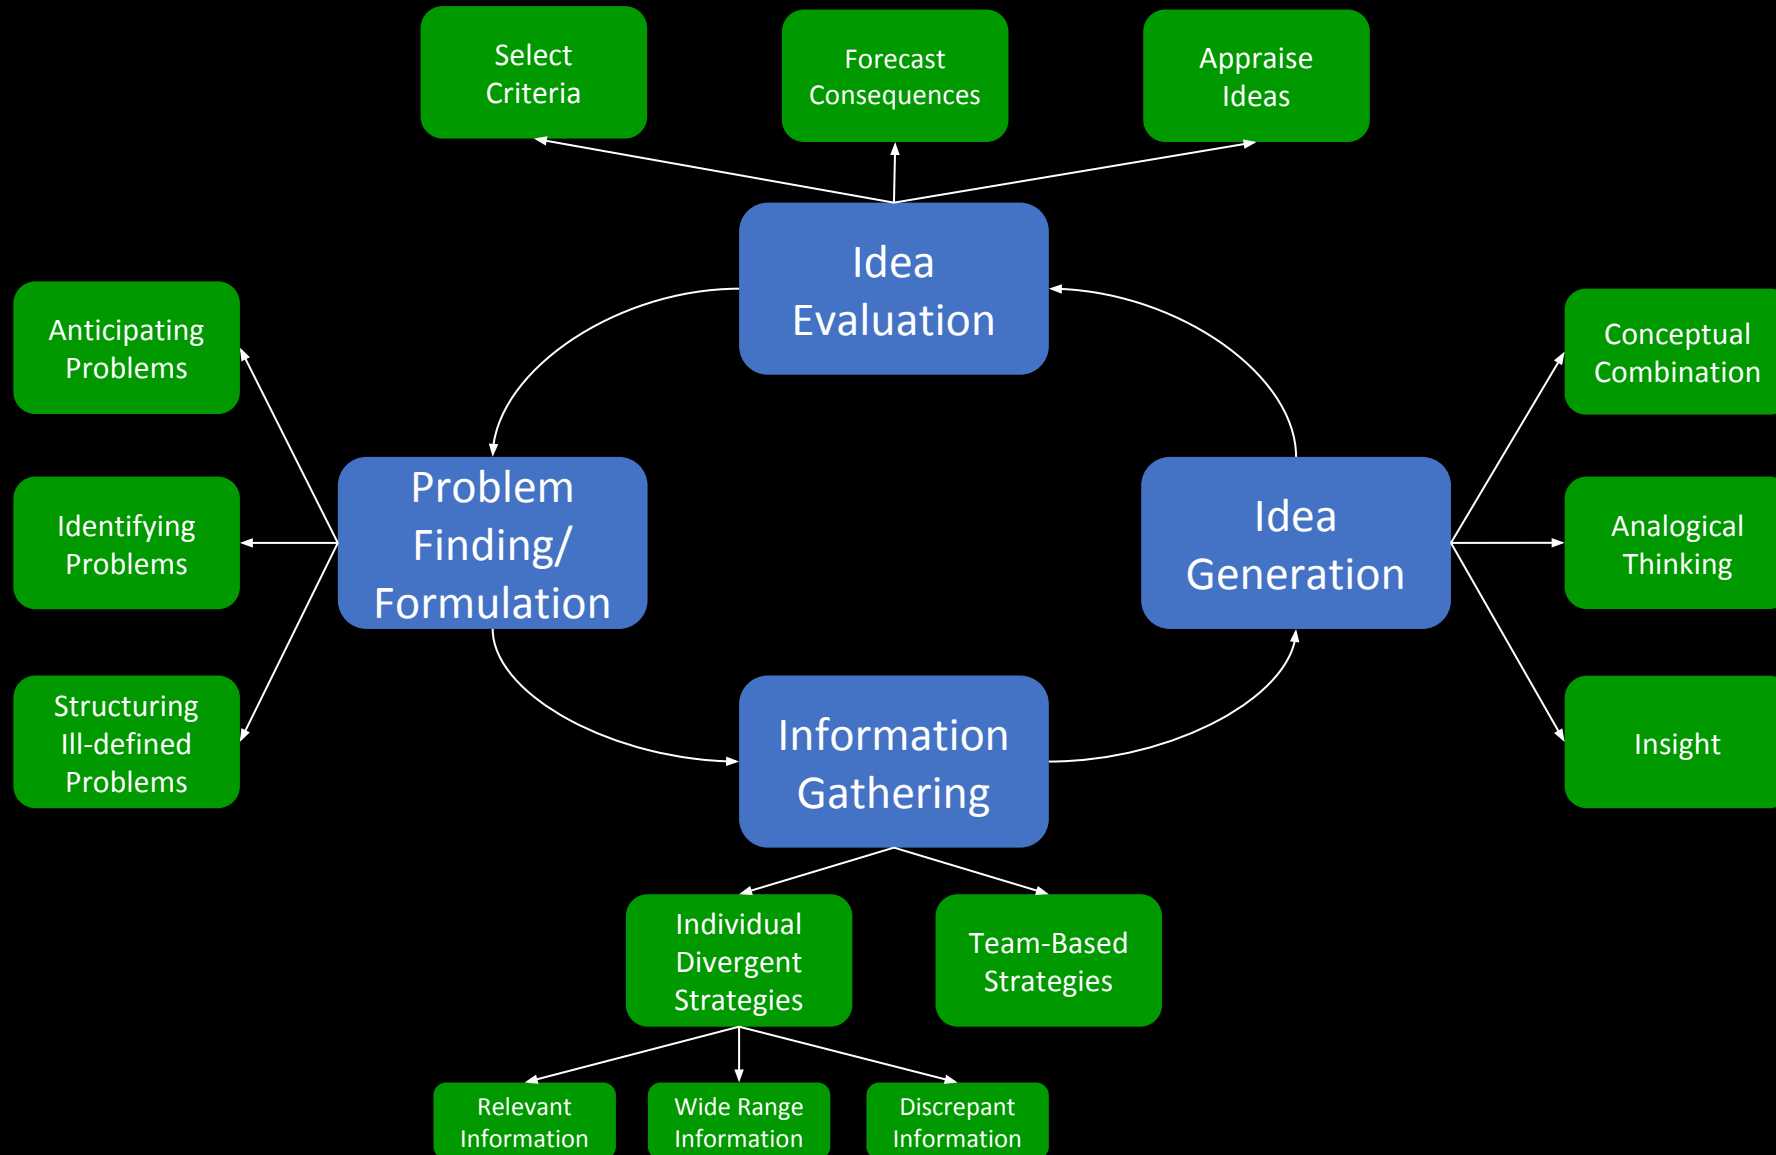 Select
Criteria
Forecast
Consequences
Appraise
Ideas
Idea
Evaluation
Anticipating
Problems
Conceptual
Combination
Problem
Finding/
Formulation
Idea
Generation
Identifying
Problems
Analogical
Thinking
Structuring
Ill-defined
Problems
Information
Gathering
Insight
Individual
Divergent
Strategies
Team-Based
Strategies
Relevant
Information
Wide Range
Information
Discrepant
Information